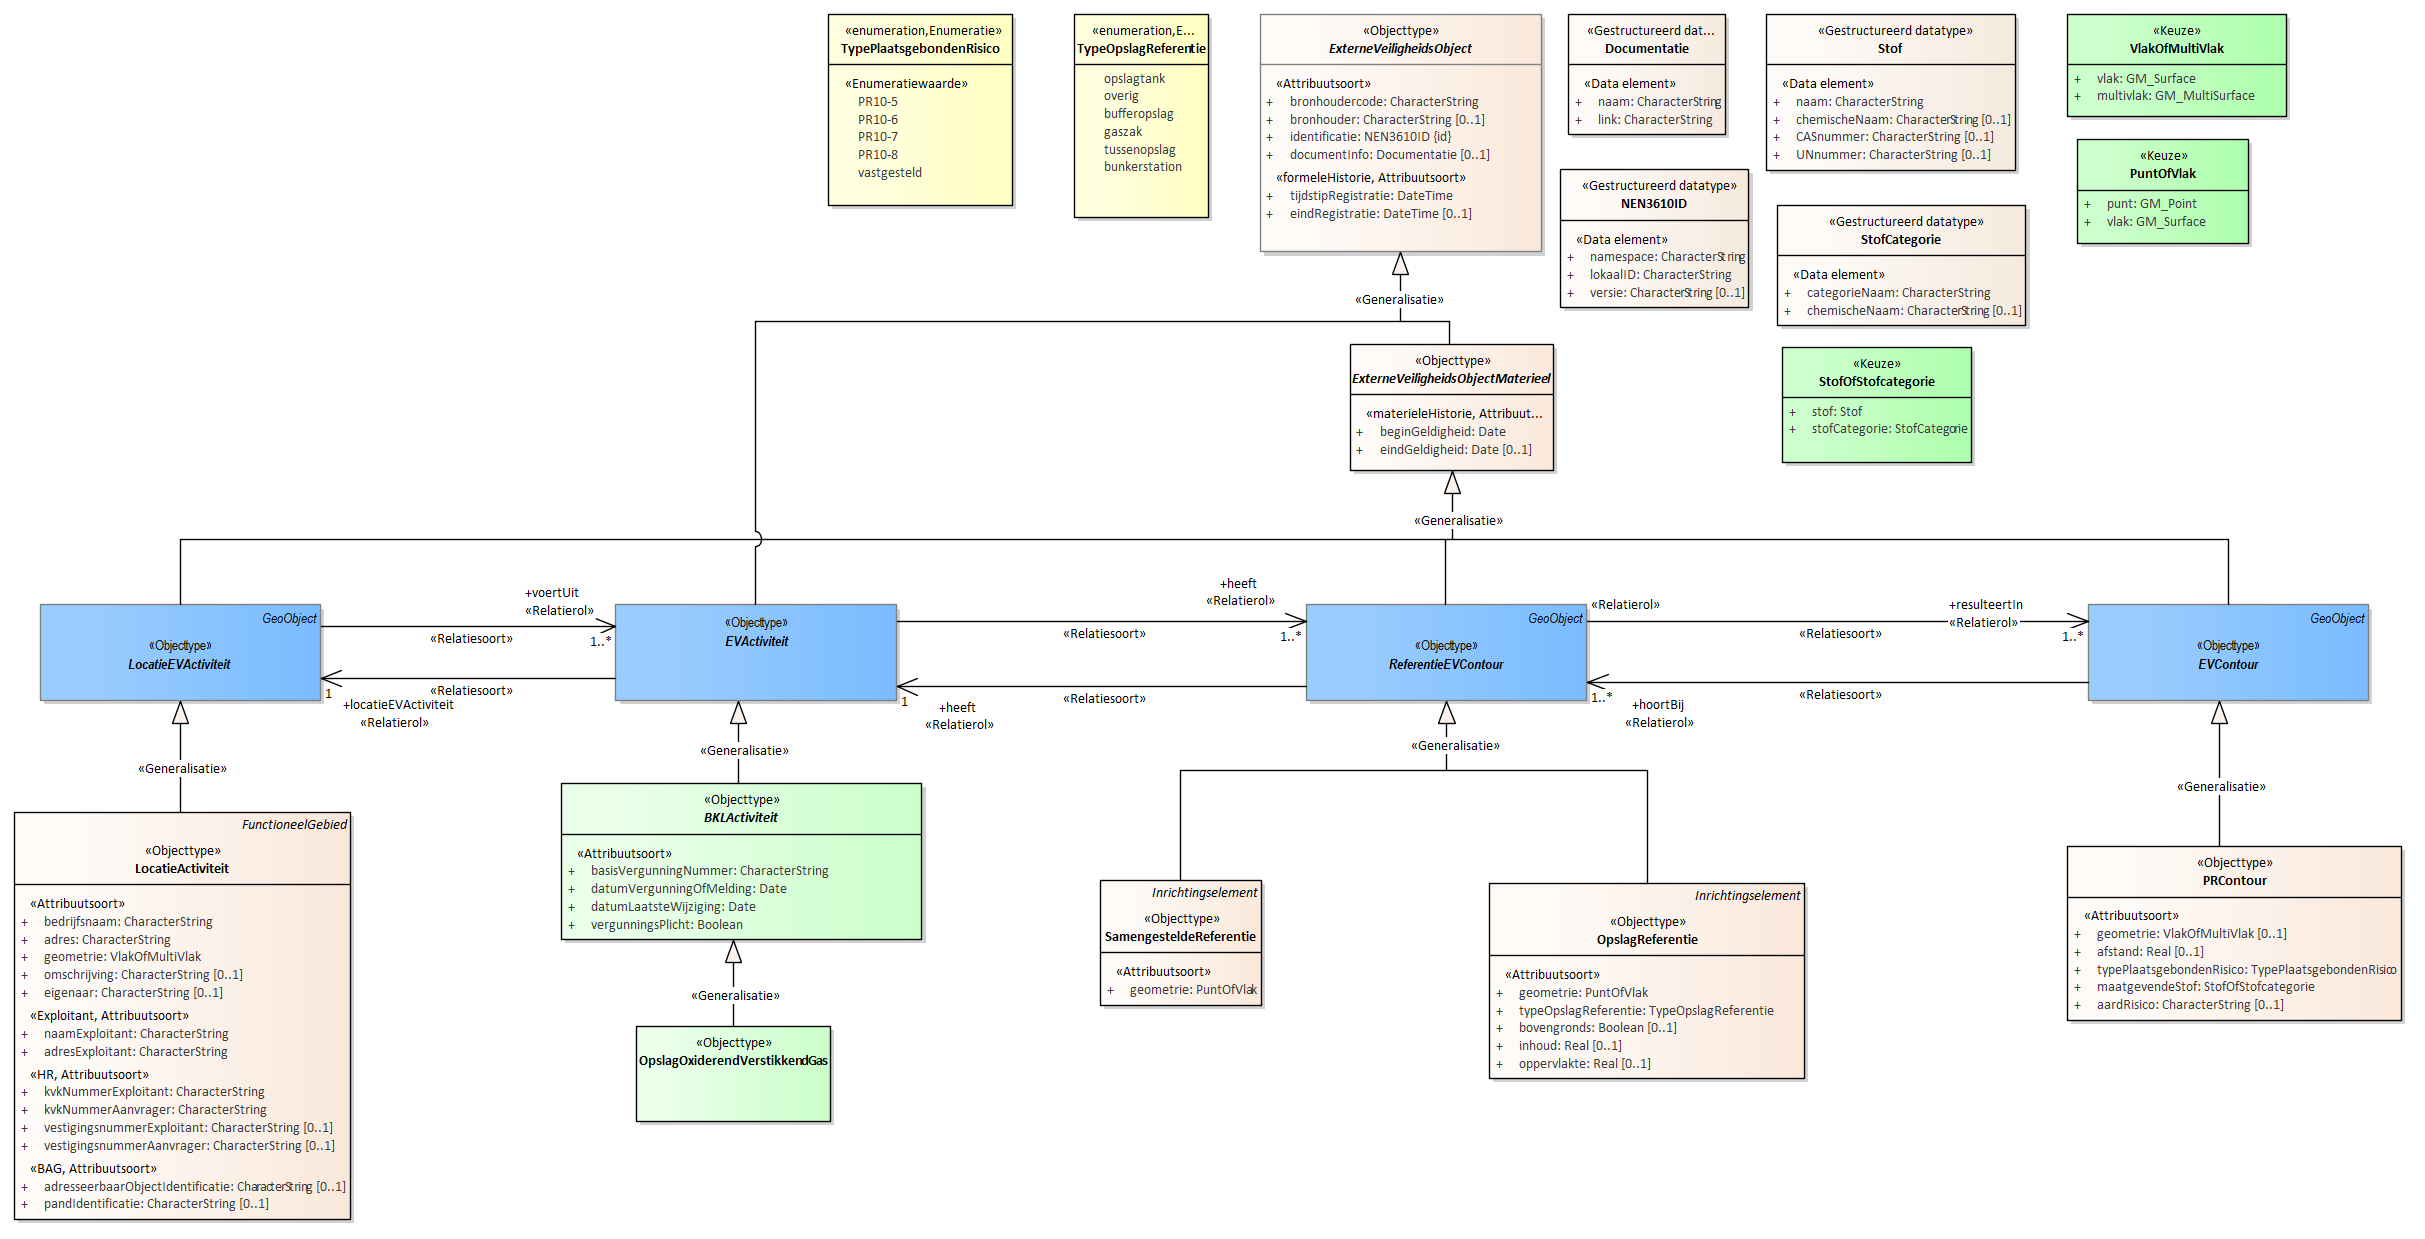 «enumeration,Enumeratie»
TypePlaatsgebondenRisico
«Enumeratiewaarde»
PR10-5
PR10-6
PR10-7
PR10-8
vastgesteld
«enumeration,E...
TypeOpslagReferentie
opslagtank
overig
bufferopslag
gaszak
tussenopslag
bunkerstation
«Objecttype»
ExterneVeiligheidsObject
«Attribuutsoort»
+ bronhoudercode: CharacterString
+ bronhouder: CharacterString [0..1]
+ identificatie: NEN3610ID {id}
+ documentInfo: Documentatie [0..1]
«formeleHistorie, Attribuutsoort»
+ tijdstipRegistratie: DateTime
+ eindRegistratie: DateTime [0..1]
«Gestructureerd dat...
Documentatie
«Data element»
+ naam: CharacterString
+ link: CharacterString
«Gestructureerd datatype»
Stof
«Data element»
+ naam: CharacterString
+ chemischeNaam: CharacterString [0..1]
+ CASnummer: CharacterString [0..1]
+ UNnummer: CharacterString [0..1]
«Keuze»
VlakOfMultiVlak
+ vlak: GM_Surface
+ multivlak: GM_MultiSurface
«Keuze»
PuntOfVlak
+ punt: GM_Point
+ vlak: GM_Surface
«Gestructureerd datatype»
NEN3610ID
«Data element»
+ namespace: CharacterString
+ lokaalID: CharacterString
+ versie: CharacterString [0..1]
«Gestructureerd datatype»
StofCategorie
«Data element»
+ categorieNaam: CharacterString
+ chemischeNaam: CharacterString [0..1]
«Keuze»
StofOfStofcategorie
+ stof: Stof
+ stofCategorie: StofCategorie
«Generalisatie»
«Objecttype»
ExterneVeiligheidsObjectMaterieel
«materieleHistorie, Attribuut...
+ beginGeldigheid: Date
+ eindGeldigheid: Date [0..1]
«Generalisatie»
GeoObject
«Objecttype»
LocatieEVActiviteit
+voertUit
«Relatierol»
«Relatiesoort»
1..*
«Relatiesoort»
1
+locatieEVActiviteit
«Relatierol»
«Objecttype»
EVActiviteit
+heeft
«Relatierol»
«Relatiesoort»
1..*
«Relatiesoort»
1
+heeft
«Relatierol»
GeoObject
«Objecttype»
ReferentieEVContour
«Relatierol»
+resulteertIn
«Relatierol»
«Relatiesoort»
1..*
«Relatiesoort»
1..*
+hoortBij
«Relatierol»
GeoObject
«Objecttype»
EVContour
«Generalisatie»
«Generalisatie»
«Generalisatie»
«Generalisatie»
FunctioneelGebied
«Objecttype»
LocatieActiviteit
«Attribuutsoort»
+ bedrijfsnaam: CharacterString
+ adres: CharacterString
+ geometrie: VlakOfMultiVlak
+ omschrijving: CharacterString [0..1]
+ eigenaar: CharacterString [0..1]
«Exploitant, Attribuutsoort»
+ naamExploitant: CharacterString
+ adresExploitant: CharacterString
«HR, Attribuutsoort»
+ kvkNummerExploitant: CharacterString
+ kvkNummerAanvrager: CharacterString
+ vestigingsnummerExploitant: CharacterString [0..1]
+ vestigingsnummerAanvrager: CharacterString [0..1]
«BAG, Attribuutsoort»
+ adresseerbaarObjectIdentificatie: CharacterString [0..1]
+ pandIdentificatie: CharacterString [0..1]
«Objecttype»
BKLActiviteit
«Attribuutsoort»
+ basisVergunningNummer: CharacterString
+ datumVergunningOfMelding: Date
+ datumLaatsteWijziging: Date
+ vergunningsPlicht: Boolean
«Generalisatie»
«Objecttype»
OpslagOxiderendVerstikkendGas
Inrichtingselement
«Objecttype»
SamengesteldeReferentie
«Attribuutsoort»
+ geometrie: PuntOfVlak
Inrichtingselement
«Objecttype»
OpslagReferentie
«Attribuutsoort»
+ geometrie: PuntOfVlak
+ typeOpslagReferentie: TypeOpslagReferentie
+ bovengronds: Boolean [0..1]
+ inhoud: Real [0..1]
+ oppervlakte: Real [0..1]
«Objecttype»
PRContour
«Attribuutsoort»
+ geometrie: VlakOfMultiVlak [0..1]
+ afstand: Real [0..1]
+ typePlaatsgebondenRisico: TypePlaatsgebondenRisico
+ maatgevendeStof: StofOfStofcategorie
+ aardRisico: CharacterString [0..1]